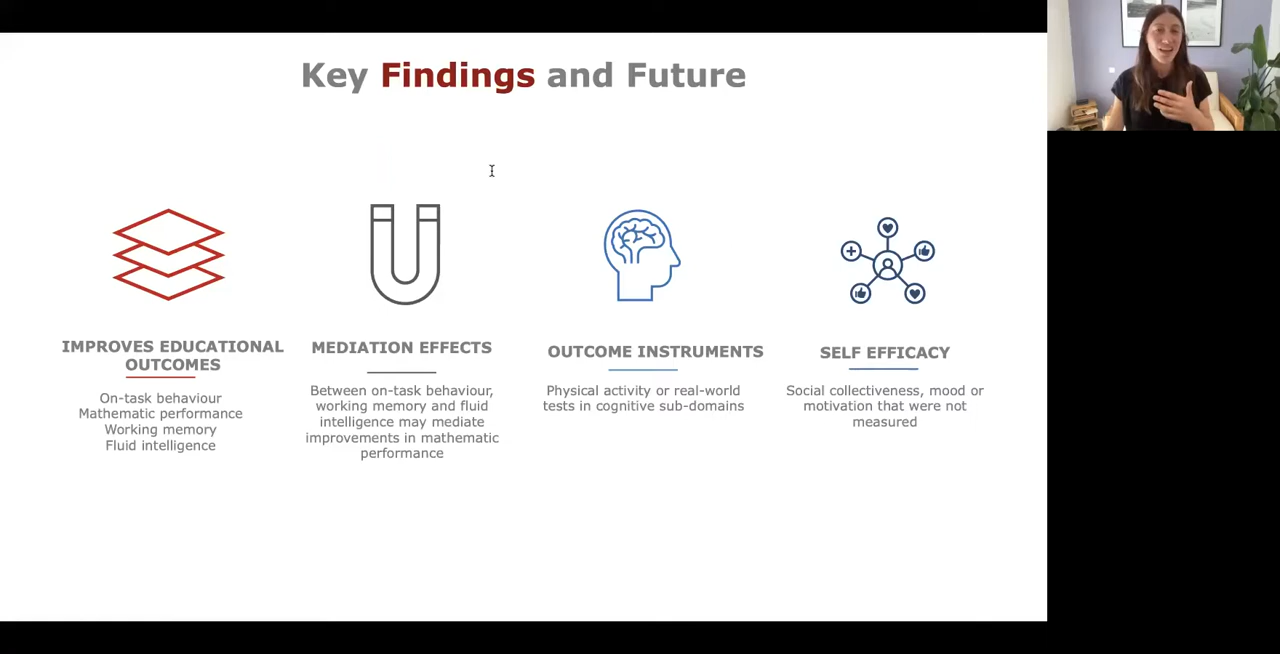 Key Findings and Future
IMPROVES EDUCATIONAL
OUTCOMES
On-task behaviour
Mathematic performance
Working memory
Fluid intelligence
MEDIATION EFFECTS
Between on-task behaviour,
working memory and fluid
intelligence may mediate
improvements in mathematic
performance
OUTCOME INSTRUMENTS
Physical activity or real-world
tests in cognitive sub-domains
SELF EFFICACY
Social collectiveness, mood or
motivation that were not
measured